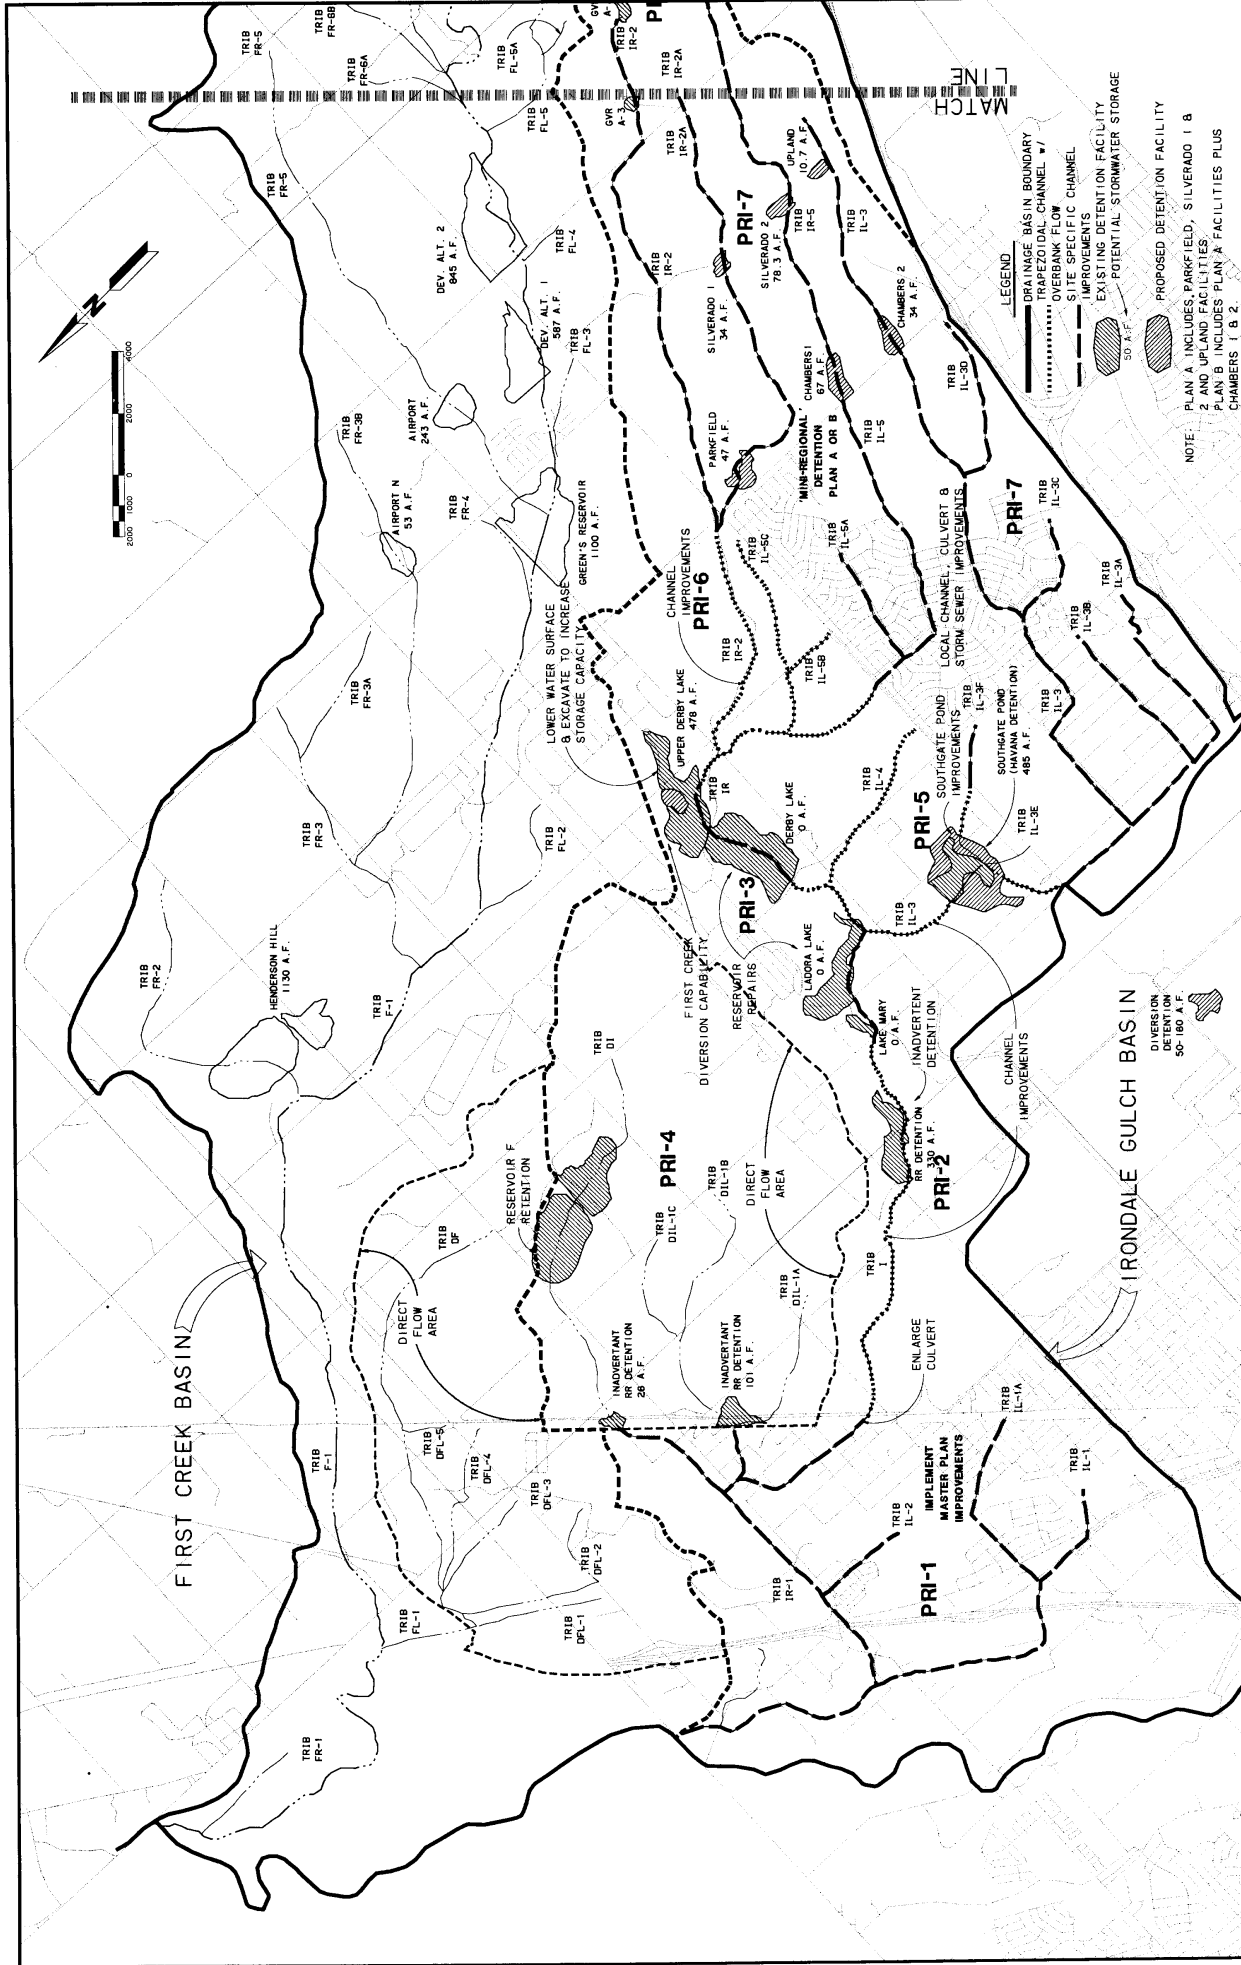 FIRST CREEK BASIN
IRONDALE GULCH BASIN
MATCH
LINE
N
2000
1000
0
2000
4000
TRIB
FR-1
TRIB
FL-1
TRIB
F-1
TRIB
F-1
TRIB
FR-2
HENDERSON HILL
1130 A.F.
TRIB
FR-3
TRIB
FR-3A
TRIB
FR-3B
AIRPORT N
53 A.F.
AIRPORT
243 A.F.
TRIB
FR-4
TRIB
FR-5
TRIB
FR-5
TRIB
FR-6A
TRIB
FR-8B
TRIB
FL-5A
TRIB
FL-5
TRIB
FL-4
TRIB
FL-3
TRIB
FL-2
DEV. ALT. 2
845 A.F.
DEV. ALT. 1
587 A.F.
GREEN'S RESERVOIR
1100 A.F.
LOWER WATER SURFACE
& EXCAVATE TO INCREASE
STORAGE CAPACITY
CHANNEL
IMPROVEMENTS
PRI-6
UPPER DERBY LAKE
478 A.F.
TRIB
IR
DERBY LAKE
0 A.F.
PRI-3
FIRST CREEK
DIVERSION CAPABILITY
RESERVOIR
REPAIRS
LADORA LAKE
0 A.F.
LAKE MARY
0 A.F.
INADVERTENT
DETENTION
RR DETENTION
330 A.F.
PRI-2
CHANNEL
IMPROVEMENTS
DIVERSION
DETENTION
50-180 A.F.
TRIB
DI
PRI-4
RESERVOIR F
RETENTION
TRIB
DF
DIRECT
FLOW
AREA
DIRECT
FLOW
AREA
TRIB
DIL-1B
TRIB
DIL-1C
TRIB
DIL-1A
TRIB
I
INADVERTANT
RR DETENTION
28 A.F.
INADVERTANT
RR DETENTION
101 A.F.
ENLARGE
CULVERT
TRIB
DFL-5
TRIB
DFL-4
TRIB
DFL-3
TRIB
DFL-2
TRIB
DFL-1
TRIB
IR-1
TRIB
IL-2
IMPLEMENT
MASTER PLAN
IMPROVEMENTS
PRI-1
TRIB
IL-1A
TRIB
IL-1
TRIB
IL-3
TRIB
IL-4
PRI-5
SOUTHGATE POND
IMPROVEMENTS
SOUTHGATE POND
(HAVANA DETENTION)
485 A.F.
TRIB
IL-3E
TRIB
IL-3F
TRIB
IL-3
TRIB
IL-3B
TRIB
IL-3A
TRIB
IL-3C
PRI-7
LOCAL CHANNEL, CULVERT &
STORM SEWER IMPROVEMENTS
TRIB
IR-2
TRIB
IL-5B
TRIB
IL-5C
TRIB
IL-5A
TRIB
IL-5
PARKFIELD
47 A.F.
'MINI-REGIONAL'
DETENTION
PLAN A OR B
CHAMBERS 1
67 A.F.
CHAMBERS 2
34 A.F.
TRIB
IL-3D
TRIB
IR-2
SILVERADO 1
34 A.F.
PRI-7
SILVERADO 2
78.3 A.F.
TRIB
IR-5
TRIB
IL-3
UPLAND
10.7 A.F.
TRIB
IR-2A
TRIB
IR-2A
TRIB
IR-2
GVR
A-3
LEGEND
DRAINAGE BASIN BOUNDARY
TRAPEZOIDAL CHANNEL w/
OVERBANK FLOW
SITE SPECIFIC CHANNEL
IMPROVEMENTS
EXISTING DETENTION FACILITY
50 A.F.
POTENTIAL STORMWATER STORAGE
PROPOSED DETENTION FACILITY
NOTE: PLAN A INCLUDES, PARKFIELD, SILVERADO 1 &
2 AND UPLAND FACILITIES
PLAN B INCLUDES PLAN A FACILITIES PLUS
CHAMBERS 1 & 2.